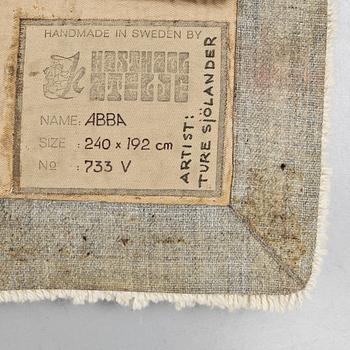 HANDMADE IN SWEDEN BY
NAME: ABBA
SIZE : 240 x 192 cm
No : 733 V
ARTIST:
TURE SJÖLANDER